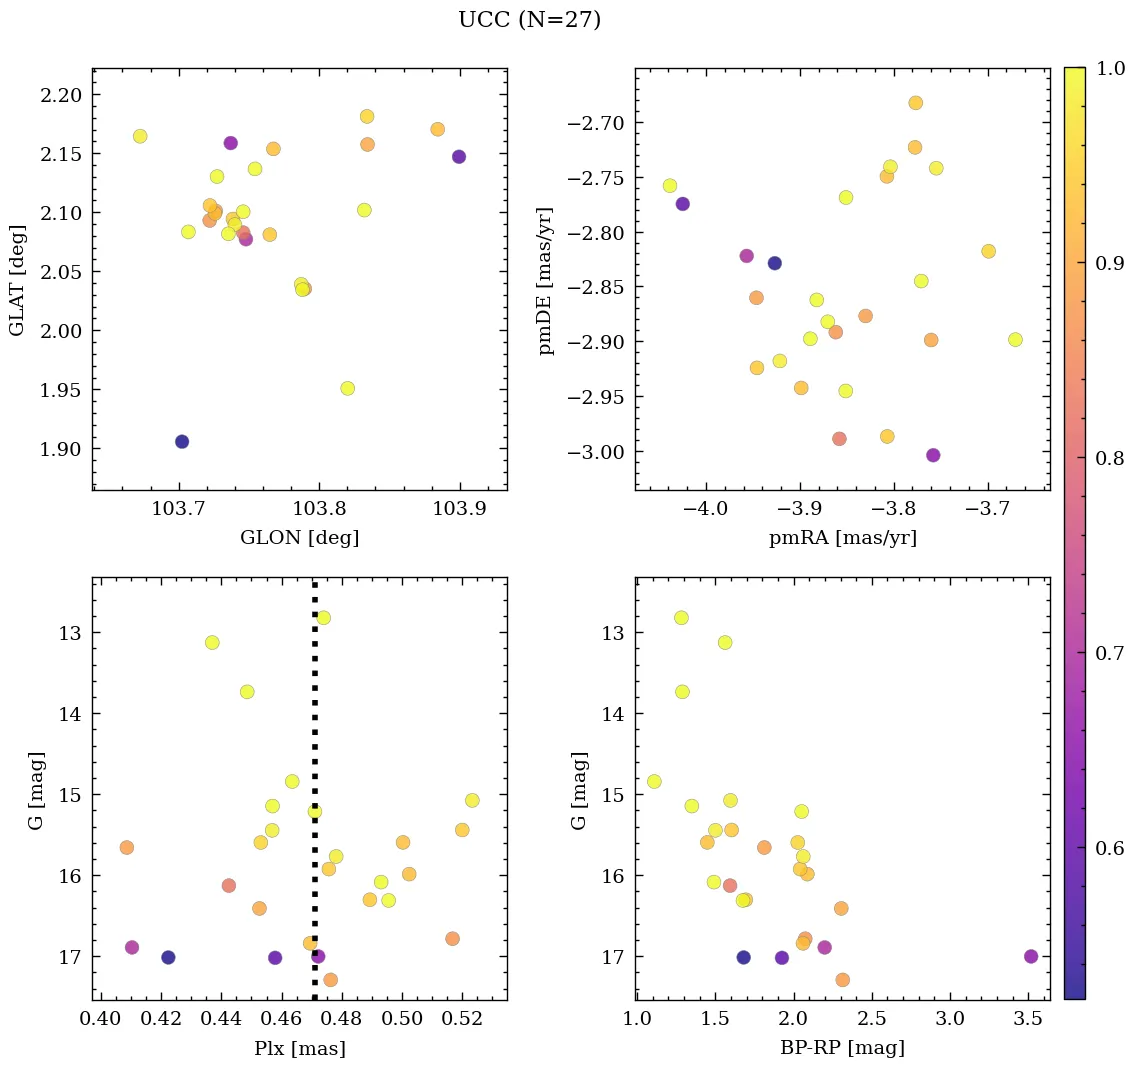 UCC (N=27)
2.20
2.15
2.10
2.05
2.00
1.95
1.90
GLAT [deg]
103.7 103.8 103.9
GLON [deg]
−2.70
−2.75
−2.80
−2.85
−2.90
−2.95
−3.00
pmDE [mas/yr]
−4.0 −3.9 −3.8 −3.7
pmRA [mas/yr]
13
14
15
16
17
G [mag]
0.40 0.42 0.44 0.46 0.48 0.50 0.52
Plx [mas]
13
14
15
16
17
G [mag]
1.0 1.5 2.0 2.5 3.0 3.5
BP-RP [mag]
1.0
0.9
0.8
0.7
0.6